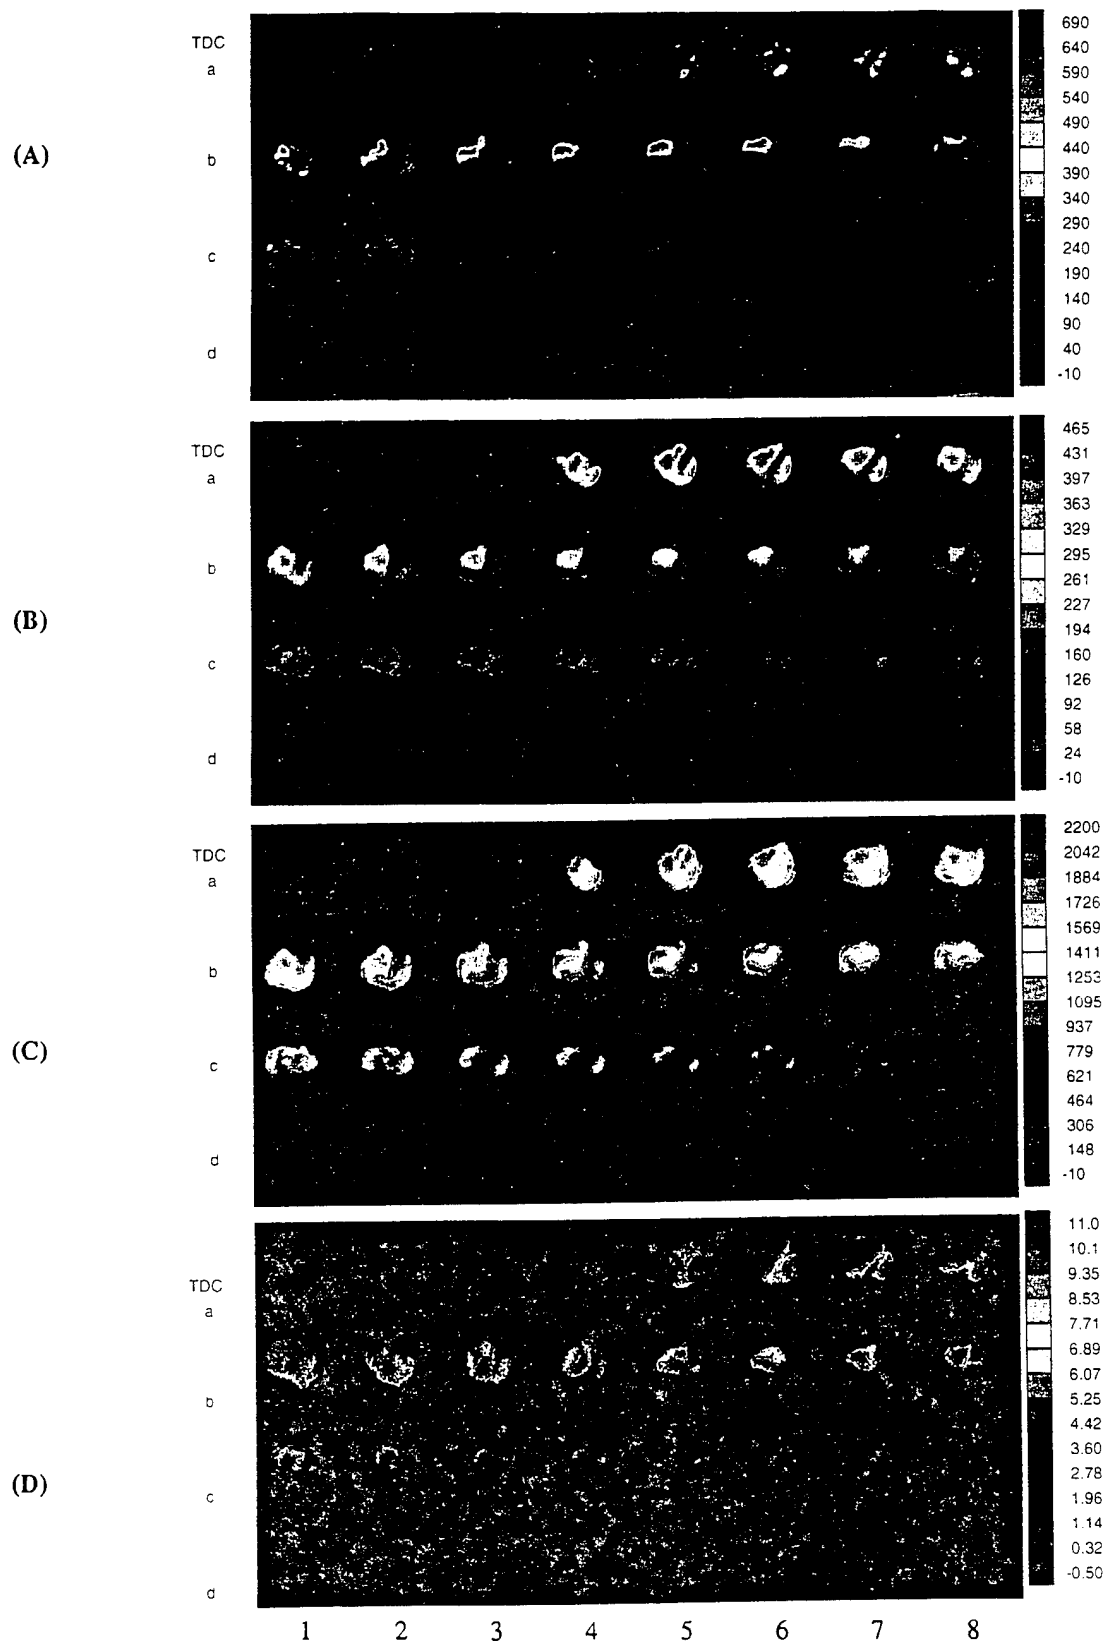 TDC
a
(A)
b
c
d
690
640
590
540
490
440
390
340
290
240
190
140
90
40
-10
TDC
a
b
(B)
c
d
465
431
397
363
329
295
261
227
194
160
126
92
58
24
-10
TDC
a
b
(C)
c
d
2200
2042
1884
1726
1569
1411
1253
1095
937
779
621
464
306
148
-10
TDC
a
b
(D)
c
d
11.0
10.1
9.35
8.53
7.71
6.89
6.07
5.25
4.42
3.60
2.78
1.96
1.14
0.32
-0.50
1 2 3 4 5 6 7 8